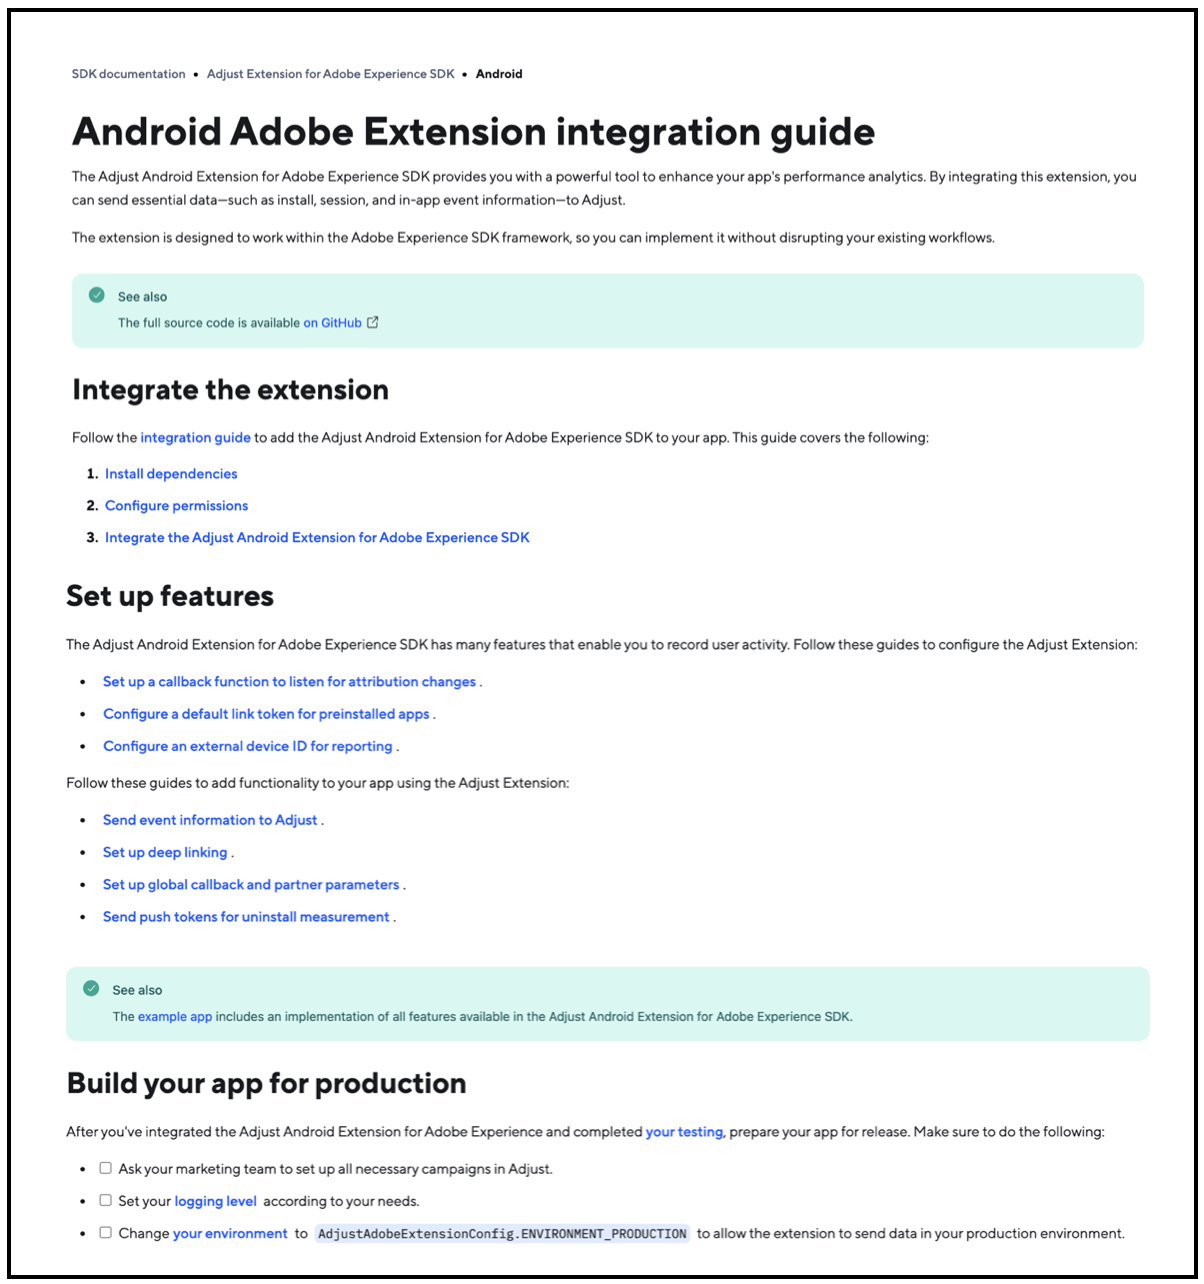 SDK documentation • Adjust Extension for Adobe Experience SDK • Android
Android Adobe Extension integration guide
The Adjust Android Extension for Adobe Experience SDK provides you with a powerful tool to enhance your app's performance analytics. By integrating this extension, you
can send essential data—such as install, session, and in-app event information—to Adjust.
The extension is designed to work within the Adobe Experience SDK framework, so you can implement it without disrupting your existing workflows.
See also
The full source code is available on GitHub
Integrate the extension
Follow the integration guide to add the Adjust Android Extension for Adobe Experience SDK to your app. This guide covers the following:
1. Install dependencies
2. Configure permissions
3. Integrate the Adjust Android Extension for Adobe Experience SDK
Set up features
The Adjust Android Extension for Adobe Experience SDK has many features that enable you to record user activity. Follow these guides to configure the Adjust Extension:
• Set up a callback function to listen for attribution changes .
• Configure a default link token for preinstalled apps .
• Configure an external device ID for reporting .
Follow these guides to add functionality to your app using the Adjust Extension:
• Send event information to Adjust .
• Set up deep linking .
• Set up global callback and partner parameters .
• Send push tokens for uninstall measurement .
See also
The example app includes an implementation of all features available in the Adjust Android Extension for Adobe Experience SDK.
Build your app for production
After you've integrated the Adjust Android Extension for Adobe Experience and completed your testing, prepare your app for release. Make sure to do the following:
• Ask your marketing team to set up all necessary campaigns in Adjust.
• Set your logging level according to your needs.
• Change your environment to AdjustAdobeExtensionConfig.ENVIRONMENT_PRODUCTION to allow the extension to send data in your production environment.